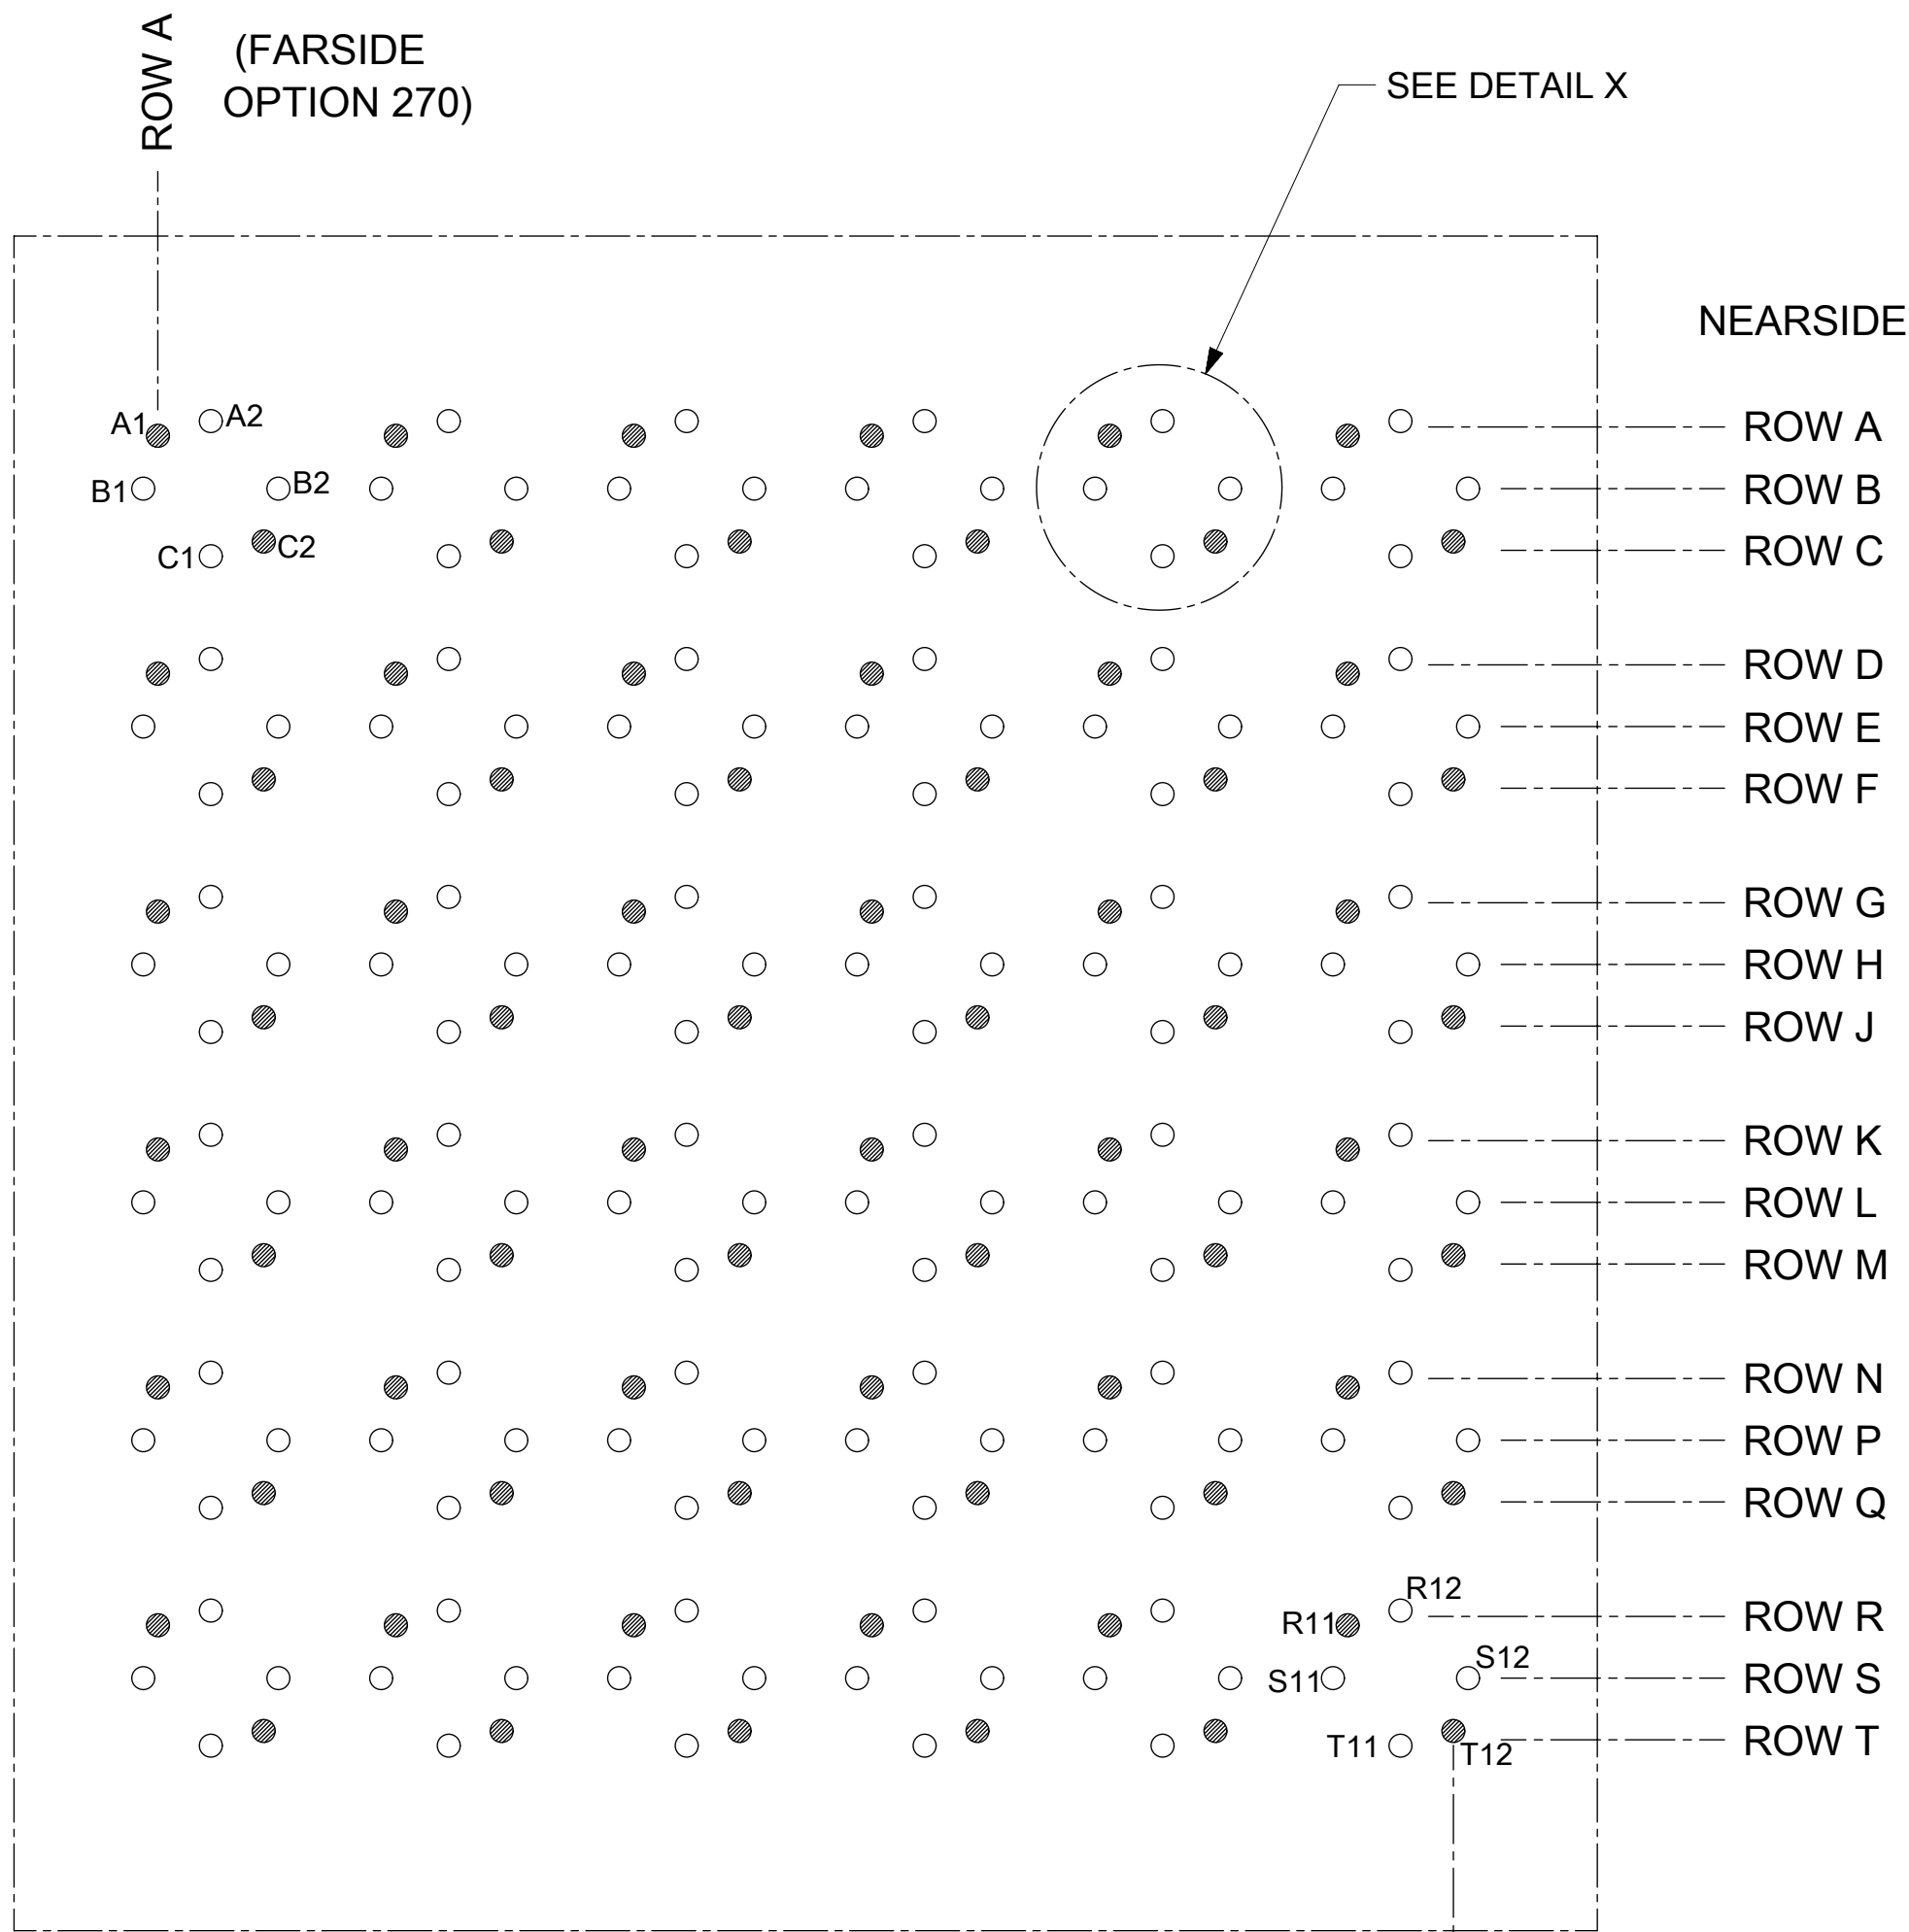 ROW A
(FARSIDE
OPTION 270)
SEE DETAIL X
NEARSIDE
A1
A2
ROW A
B1
B2
ROW B
C1
C2
ROW C
ROW D
ROW E
ROW F
ROW G
ROW H
ROW J
ROW K
ROW L
ROW M
ROW N
ROW P
ROW Q
R11
R12
ROW R
S11
S12
ROW S
T11
T12
ROW T